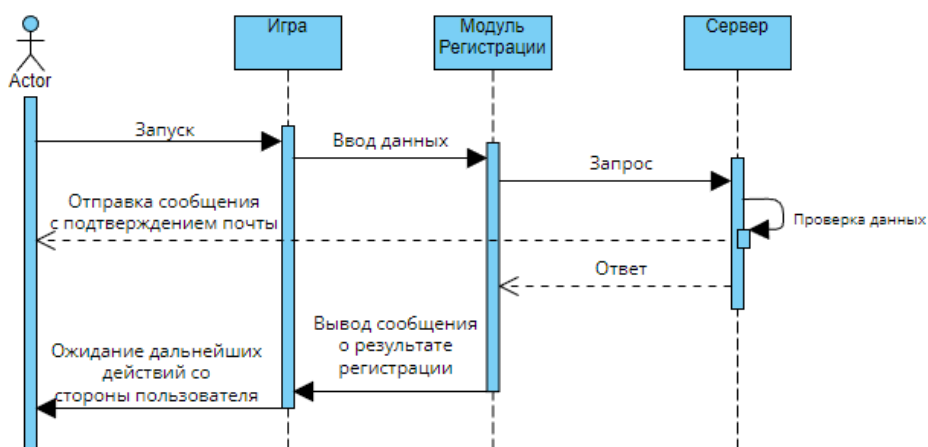 Actor
Игра
Модуль
Регистрации
Сервер
Запуск
Ввод данных
Запрос
Проверка данных
Отправка сообщения
с подтверждением почты
Ответ
Вывод сообщения
о результате
регистрации
Ожидание дальнейших
действий со
стороны пользователя